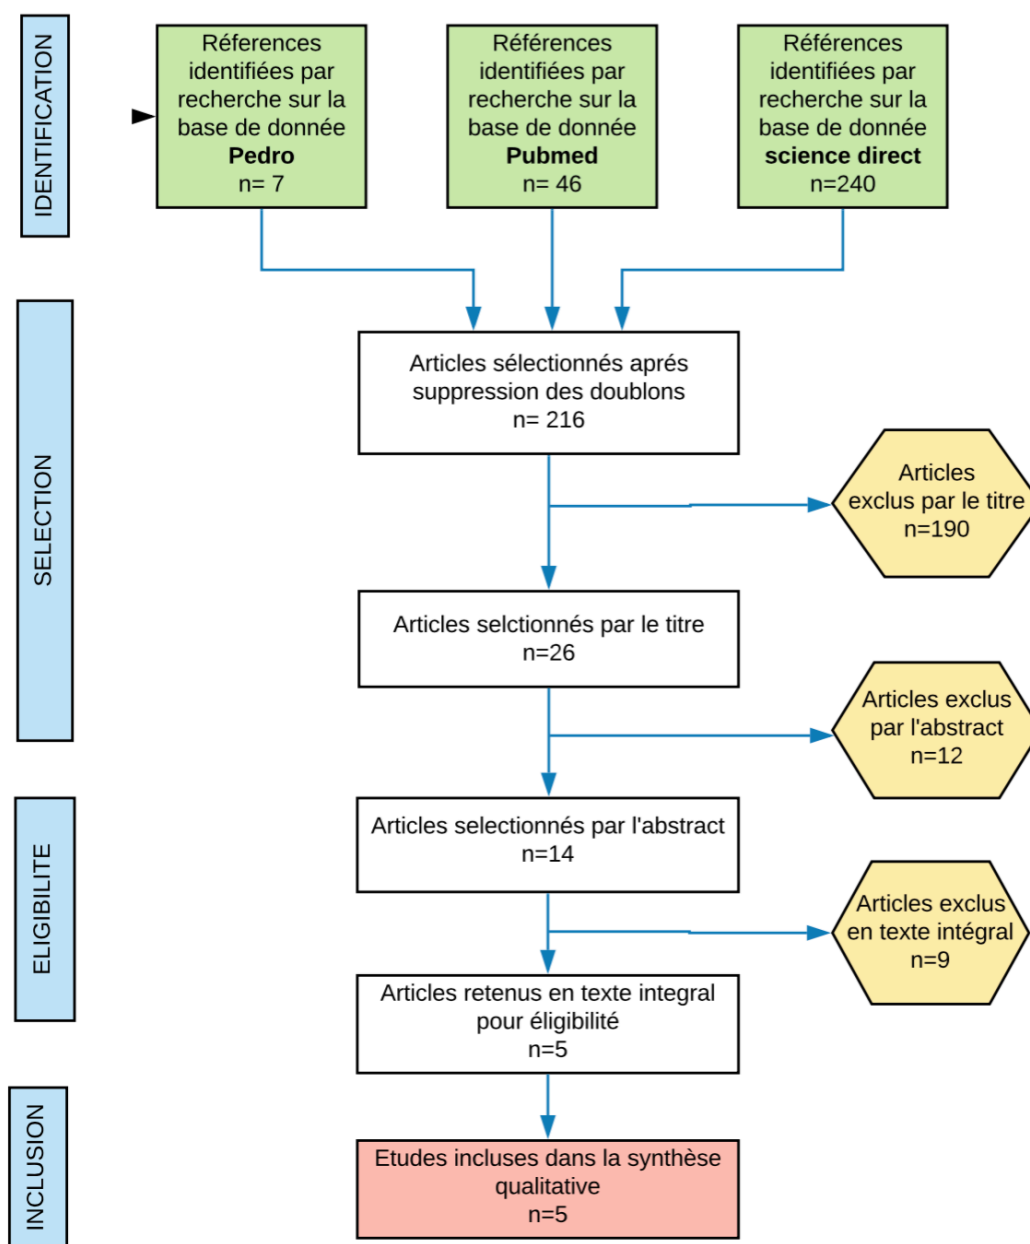 IDENTIFICATION
Réferences
identifiées par
recherche sur la
base de donnée
Pedro
n= 7
Références
identifiées par
recherche sur la
base de donnée
Pubmed
n= 46
Références
identifiées par
recherche sur la
base de donnée
science direct
n=240
SELECTION
Articles sélectionnés aprés
suppression des doublons
n= 216
Articles
exclus par le titre
n=190
Articles selctionnés par le titre
n=26
Articles exclus
par l'abstract
n=12
ELIGIBILITE
Articles selectionnés par l'abstract
n=14
Articles exclus
en texte intégral
n=9
Articles retenus en texte integral
pour éligibilité
n=5
INCLUSION
Etudes incluses dans la synthèse
qualitative
n=5